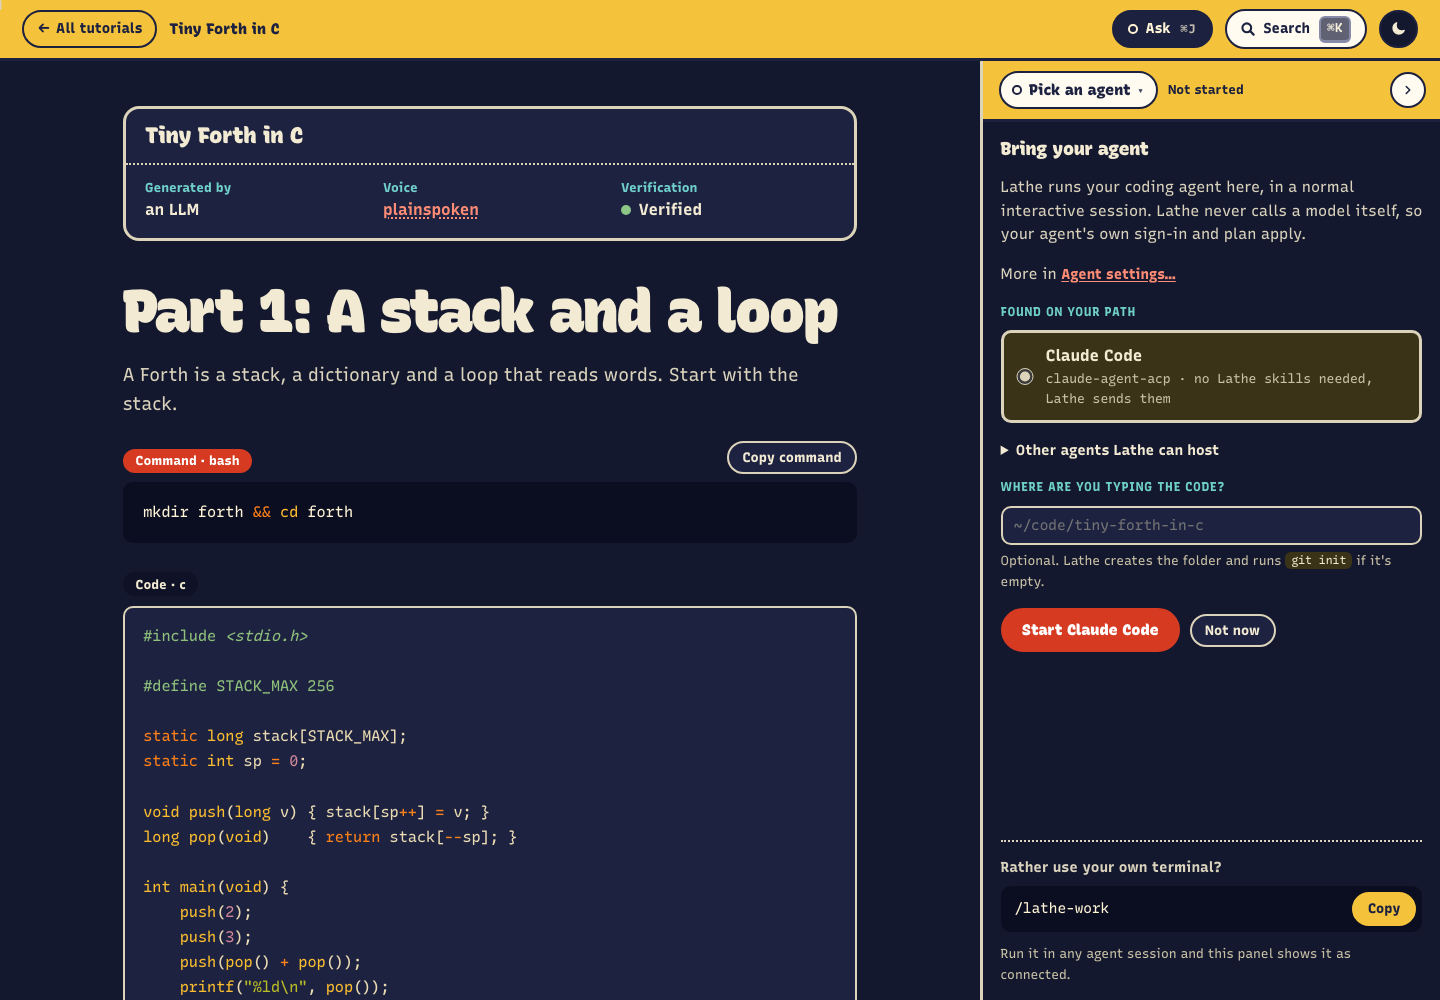 ← All tutorials
Tiny Forth in C
Ask ⌘J
Search ⌘K
Tiny Forth in C
Generated by
an LLM
Voice
plainspoken
Verification
Verified
Part 1: A stack and a loop
A Forth is a stack, a dictionary and a loop that reads words. Start with the
stack.
Command · bash
Copy command
mkdir forth && cd forth
Code · c
#include <stdio.h>
#define STACK_MAX 256
static long stack[STACK_MAX];
static int sp = 0;
void push(long v) { stack[sp++] = v; }
long pop(void)    { return stack[--sp]; }
int main(void) {
    push(2);
    push(3);
    push(pop() + pop());
    printf("%ld\n", pop());
Pick an agent ▾
Not started
Bring your agent
Lathe runs your coding agent here, in a normal
interactive session. Lathe never calls a model itself, so
your agent's own sign-in and plan apply.
More in Agent settings…
FOUND ON YOUR PATH
Claude Code
claude-agent-acp · no Lathe skills needed,
Lathe sends them
▶ Other agents Lathe can host
WHERE ARE YOU TYPING THE CODE?
~/code/tiny-forth-in-c
Optional. Lathe creates the folder and runs git init if it's
empty.
Start Claude Code
Not now
Rather use your own terminal?
/lathe-work
Copy
Run it in any agent session and this panel shows it as
connected.